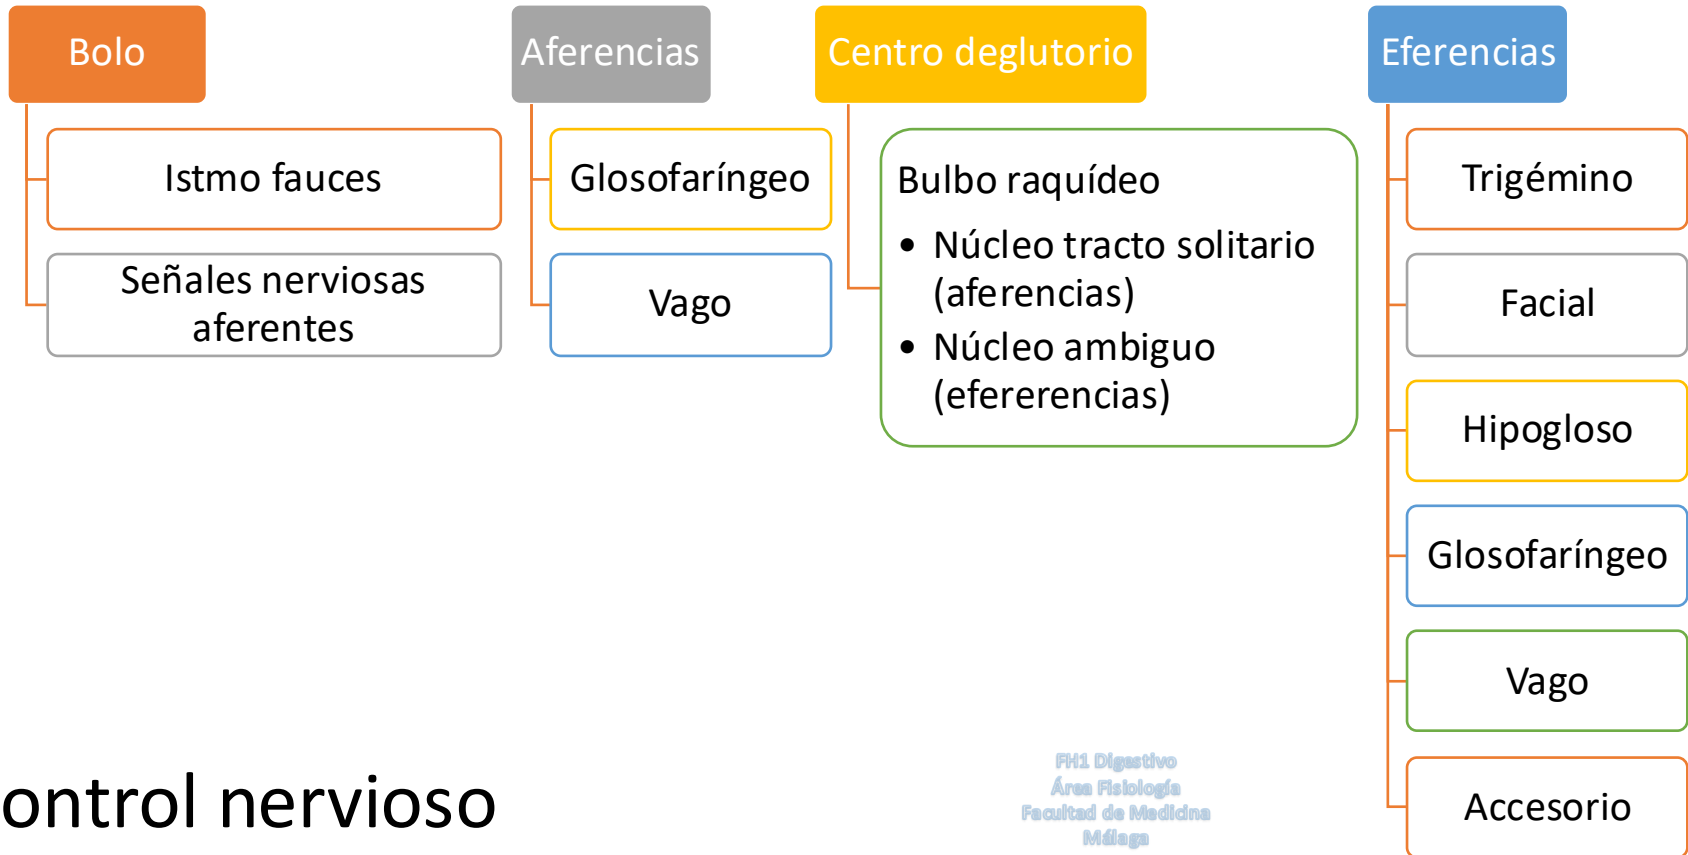 Bolo
Istmo fauces
Señales nerviosas
aferentes
Aferencias
Glosofaríngeo
Vago
Centro deglutorio
Bulbo raquídeo
• Núcleo tracto solitario
(aferencias)
• Núcleo ambiguo
(efererencias)
Eferencias
Trigémino
Facial
Hipogloso
Glosofaríngeo
Vago
Accesorio
ontrol nervioso
FH1 Digestivo
Área Fisiología
Facultad de Medicina
Málaga